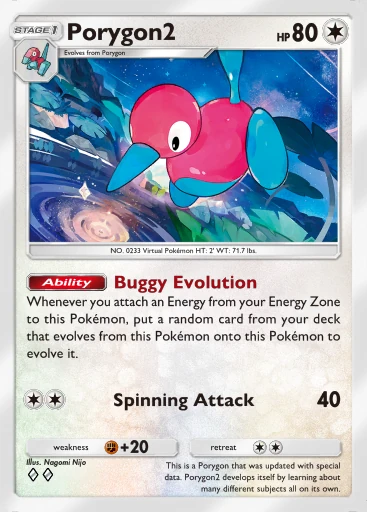 STAGE 1
Porygon2
HP 80
Evolves from Porygon
NO. 0233 Virtual Pokémon HT: 2' WT: 71.7 lbs.
Ability Buggy Evolution
Whenever you attach an Energy from your Energy Zone
to this Pokémon, put a random card from your deck
that evolves from this Pokémon onto this Pokémon to
evolve it.
Spinning Attack 40
weakness +20 retreat
Illus. Nagomi Nijo
This is a Porygon that was updated with special
data. Porygon2 develops itself by learning about
many different subjects all on its own.